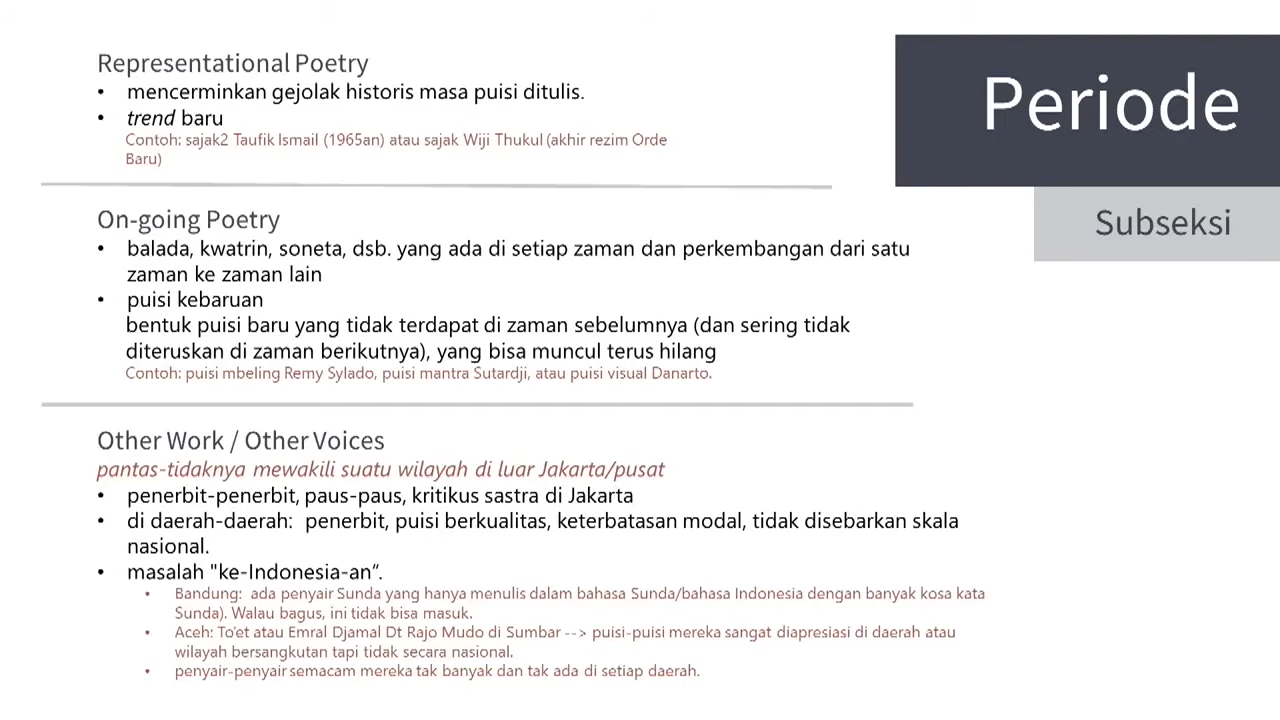 Periode
Subseksi
Representational Poetry
• mencerminkan gejolak historis masa puisi ditulis.
• trend baru
Contoh: sajak2 Taufik Ismail (1965an) atau sajak Wiji Thukul (akhir rezim Orde
Baru)
On-going Poetry
• balada, kwatrin, soneta, dsb. yang ada di setiap zaman dan perkembangan dari satu
zaman ke zaman lain
• puisi kebaruan
bentuk puisi baru yang tidak terdapat di zaman sebelumnya (dan sering tidak
diteruskan di zaman berikutnya), yang bisa muncul terus hilang
Contoh: puisi mbeling Remy Sylado, puisi mantra Sutardji, atau puisi visual Danarto.
Other Work / Other Voices
pantas-tidaknya mewakili suatu wilayah di luar Jakarta/pusat
• penerbit-penerbit, paus-paus, kritikus sastra di Jakarta
• di daerah-daerah:  penerbit, puisi berkualitas, keterbatasan modal, tidak disebarkan skala
nasional.
• masalah "ke-Indonesia-an“.
• Bandung:  ada penyair Sunda yang hanya menulis dalam bahasa Sunda/bahasa Indonesia dengan banyak kosa kata
Sunda). Walau bagus, ini tidak bisa masuk.
• Aceh: To’et atau Emral Djamal Dt Rajo Mudo di Sumbar --> puisi-puisi mereka sangat diapresiasi di daerah atau
wilayah bersangkutan tapi tidak secara nasional.
• penyair-penyair semacam mereka tak banyak dan tak ada di setiap daerah.